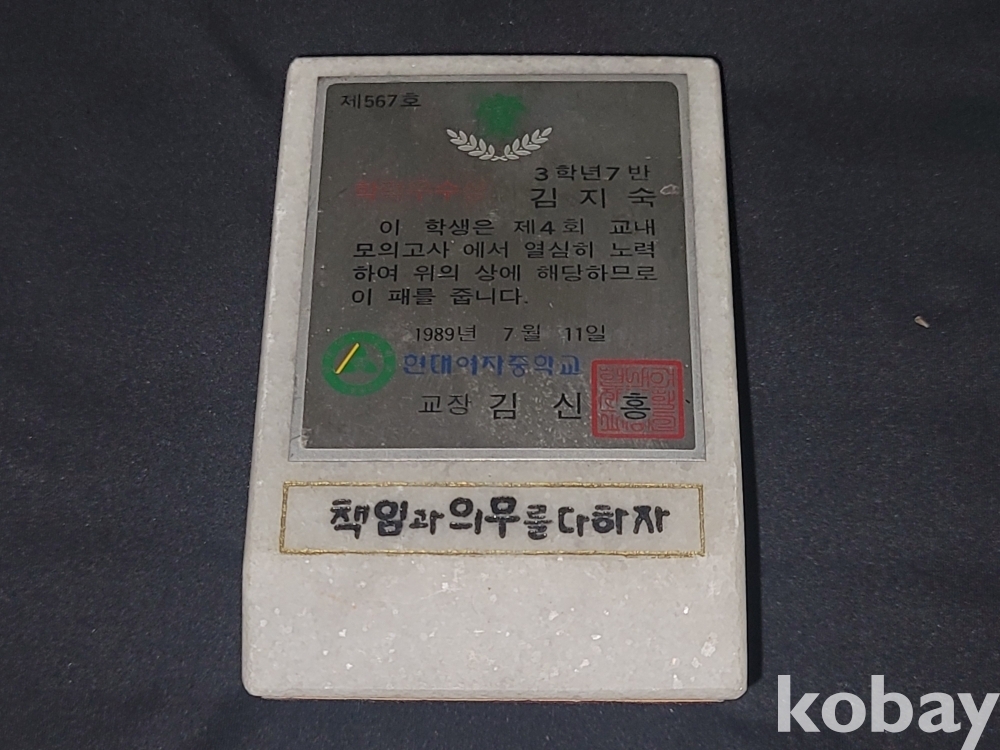 제567호
3학년7반
김지숙
이 학생은 제4회 교내
모의고사 에서 열심히 노력
하여 위의 상에 해당하므로
이 패를 줍니다.
1989년 7월 11일
현대여자중학교
교장 김신홍
책임과 의무를 다하자
kobay